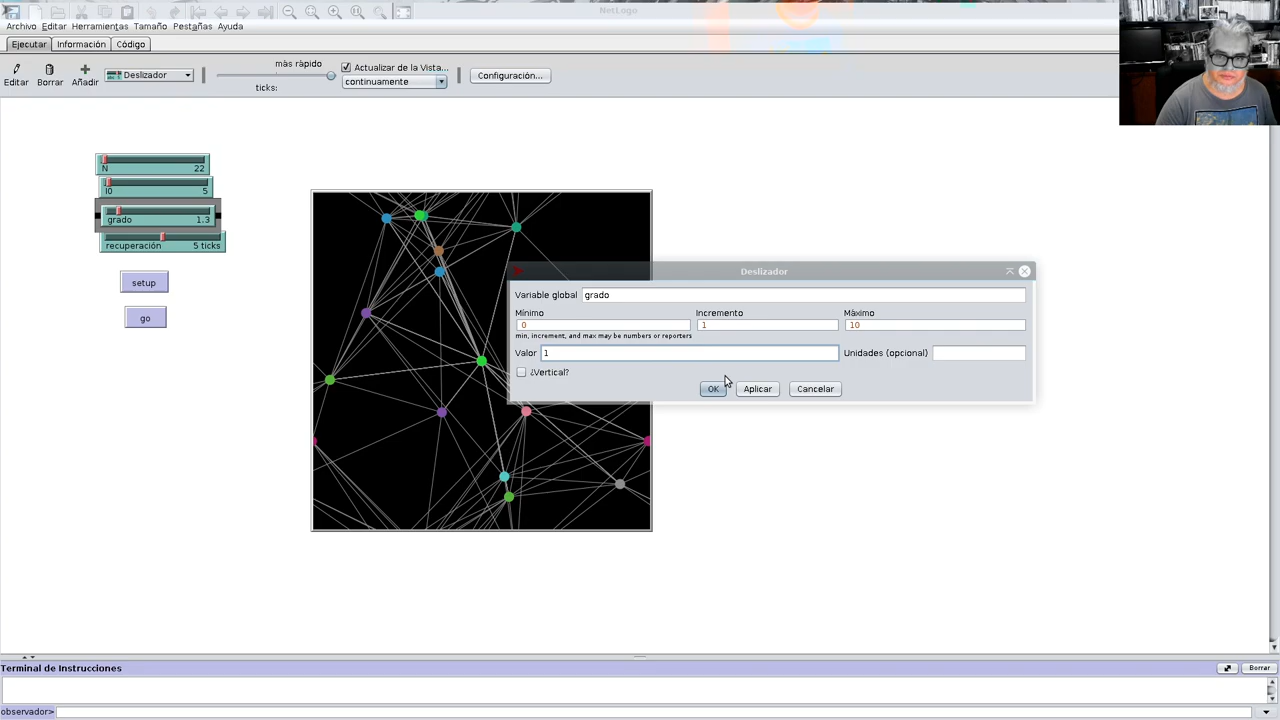 NetLogo
Archivo Editar Herramientas Tamaño Pestañas Ayuda
Ejecutar Información Código
Editar Borrar Añadir Deslizador
más rápido
ticks:
Actualizar de la Vista...
continuamente
Configuración...
N 22
I0 5
grado 1.3
recuperación 5 ticks
setup
go
Deslizador
Variable global grado
Mínimo Incremento Máximo
0 1 10
min, increment, and max may be numbers or reporters
Valor 1 Unidades (opcional)
¿Vertical?
OK Aplicar Cancelar
Terminal de Instrucciones Borrar
observador>